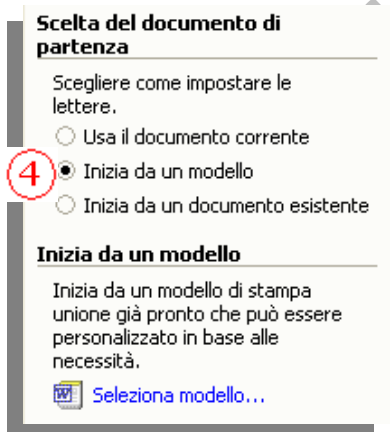 Scelta del documento di
partenza
Scegliere come impostare le
lettere.
Usa il documento corrente
4 Inizia da un modello
Inizia da un documento esistente
Inizia da un modello
Inizia da un modello di stampa
unione già pronto che può essere
personalizzato in base alle
necessità.
Seleziona modello...